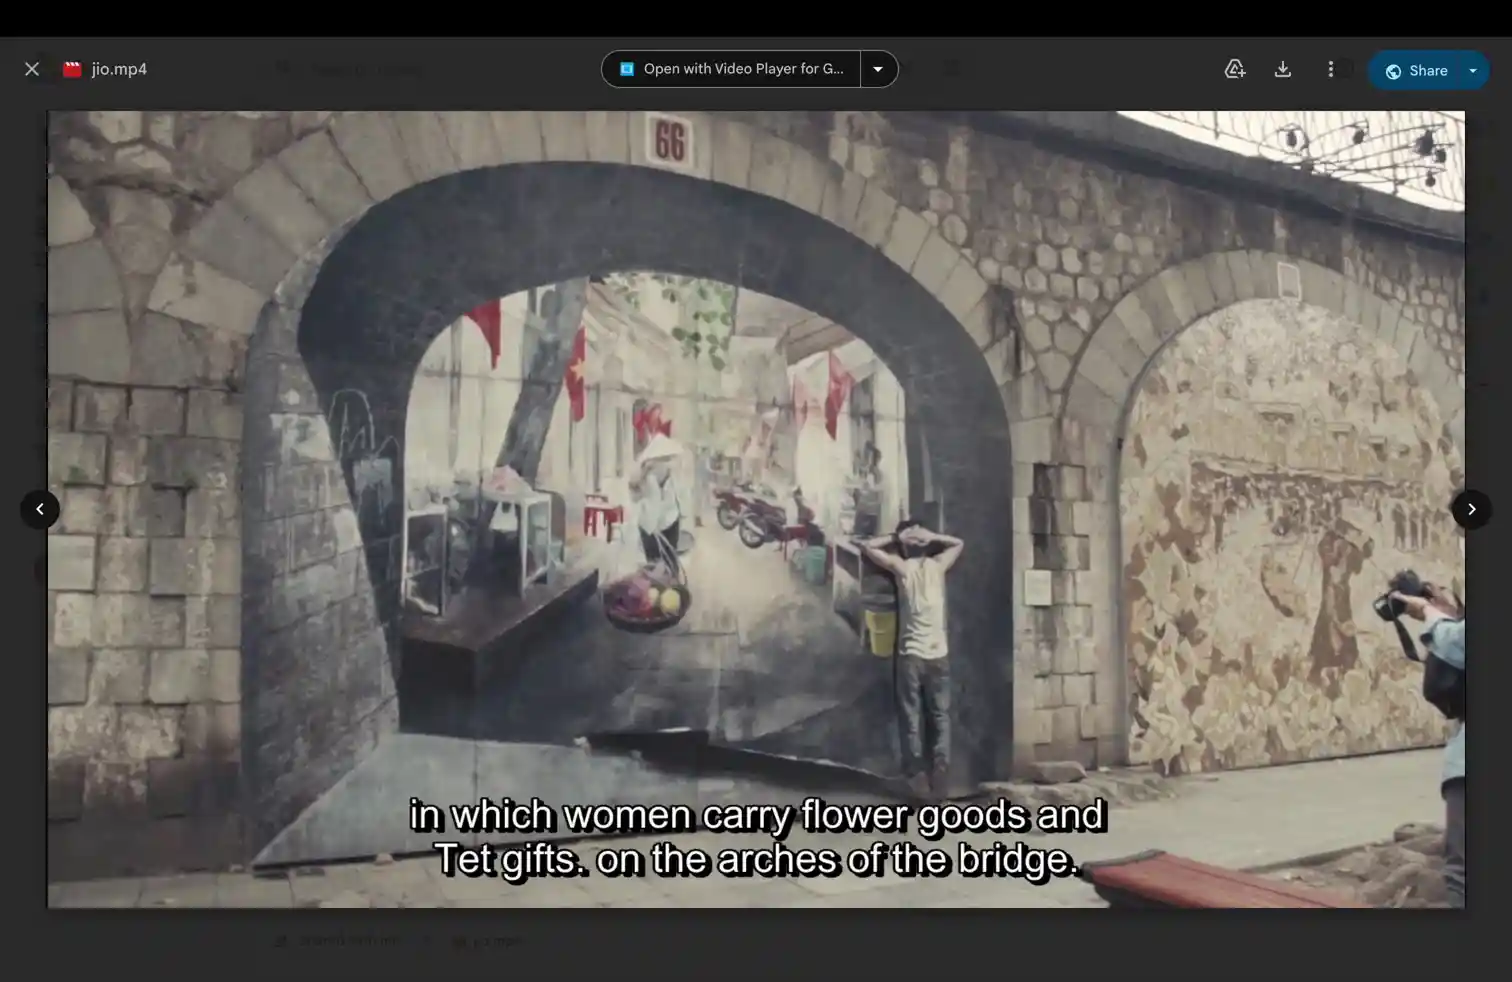 jio.mp4
Open with Video Player for G...
Share
66
in which women carry flower goods and
Tet gifts. on the arches of the bridge.